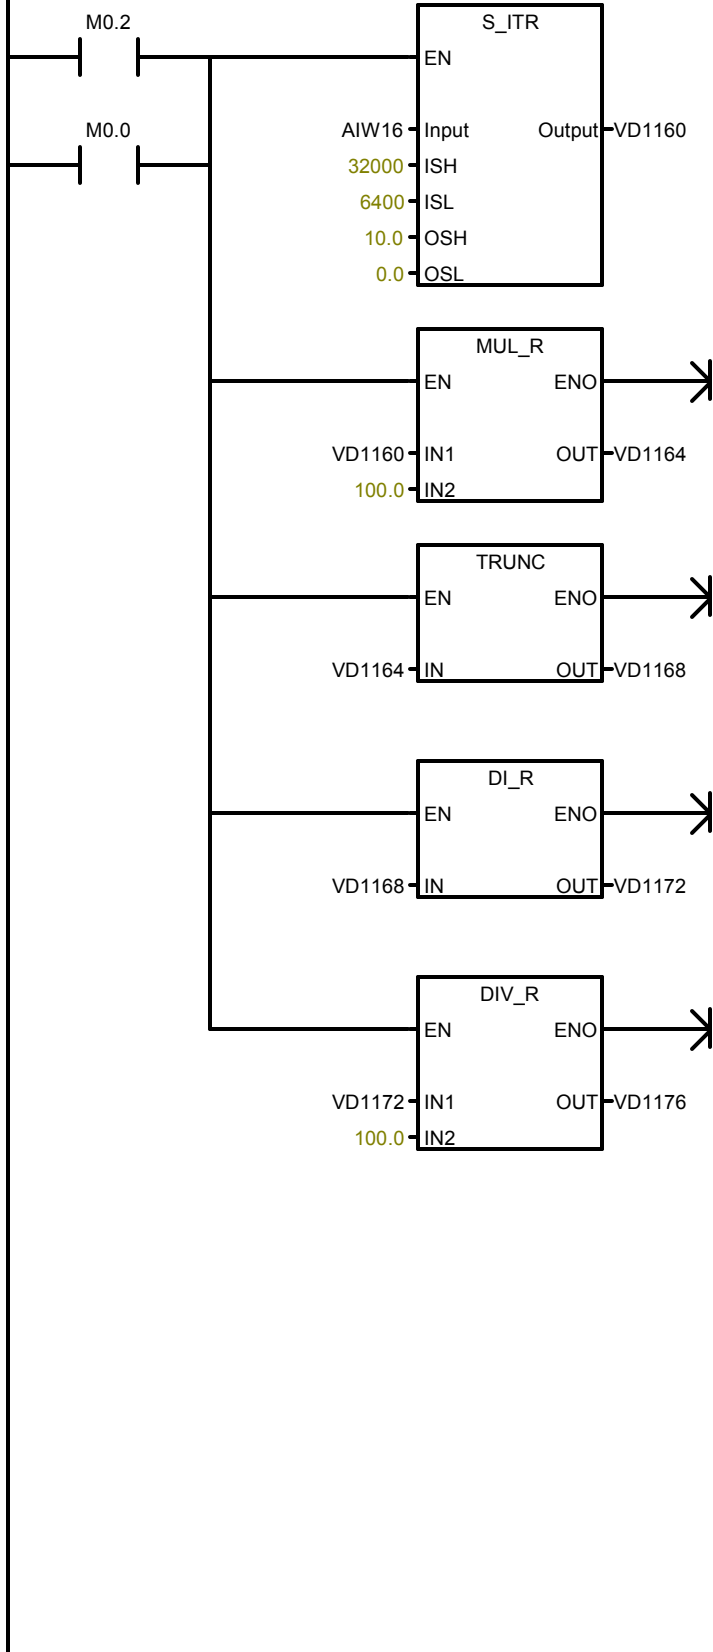 M0.2
S_ITR
EN
M0.0
AIW16 Input Output VD1160
32000 ISH
6400 ISL
10.0 OSH
0.0 OSL
MUL_R
EN ENO
VD1160 IN1 OUT VD1164
100.0 IN2
TRUNC
EN ENO
VD1164 IN OUT VD1168
DI_R
EN ENO
VD1168 IN OUT VD1172
DIV_R
EN ENO
VD1172 IN1 OUT VD1176
100.0 IN2